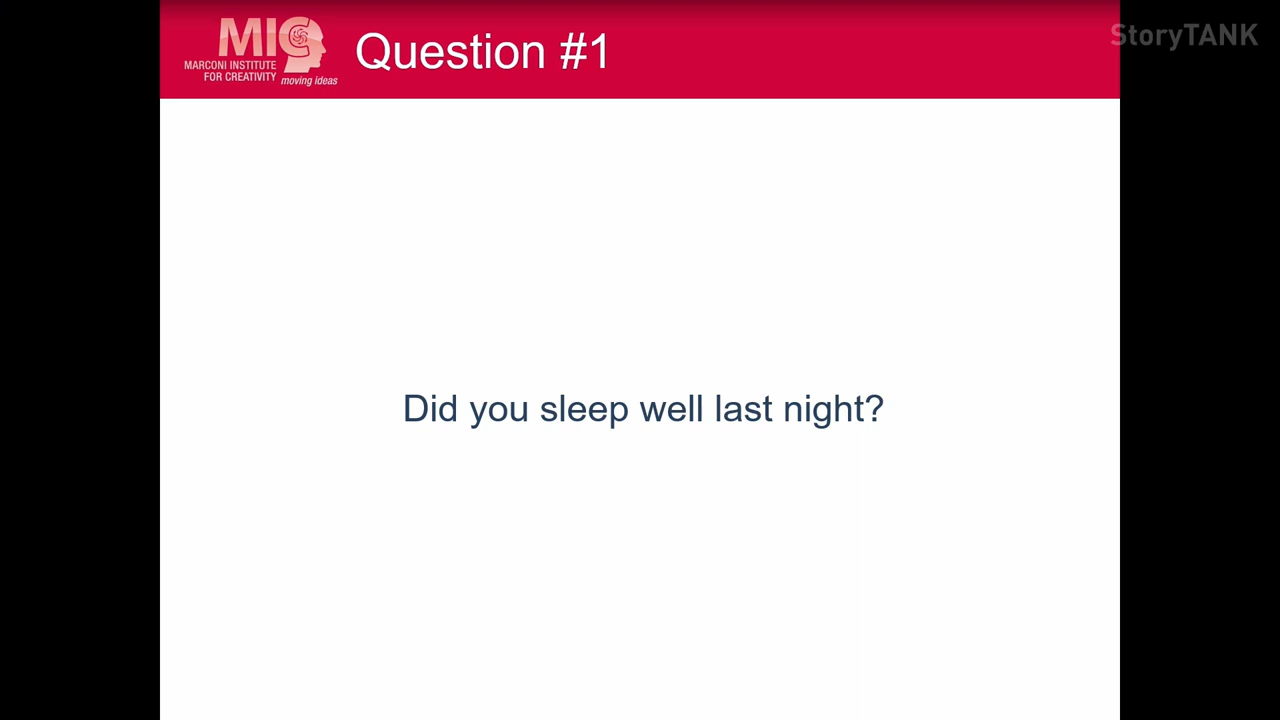 MIC
MARCONI INSTITUTE
FOR CREATIVITY
moving ideas
Question #1
StoryTANK
Did you sleep well last night?